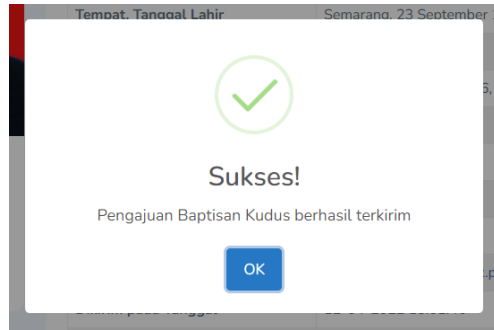 Tempat, Tanggal Lahir Semarang, 23 September
Sukses!
Pengajuan Baptisan Kudus berhasil terkirim
OK